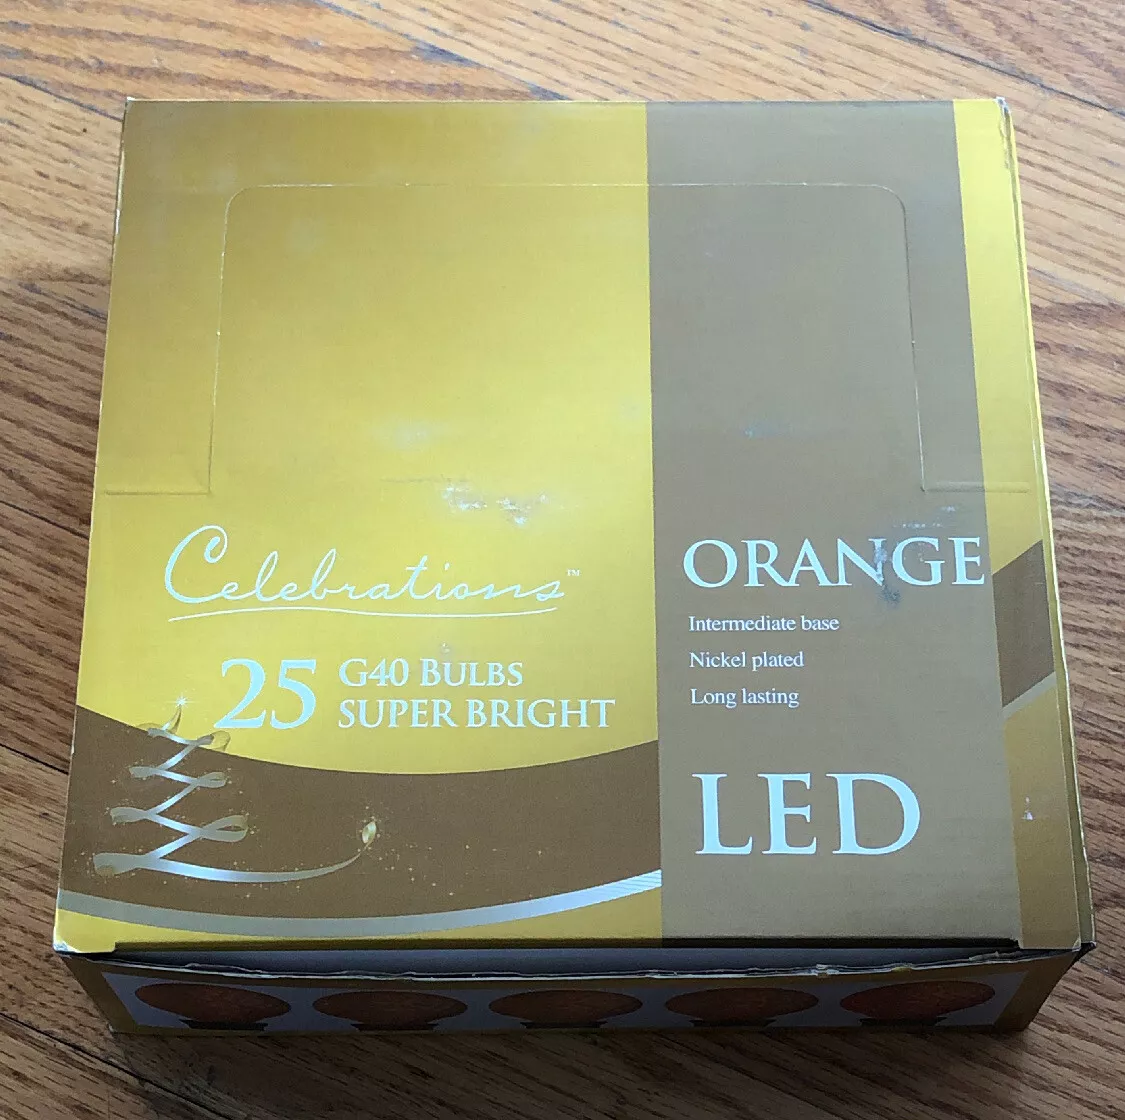 Celebrations™
25 G40 BULBS
SUPER BRIGHT
ORANGE
Intermediate base
Nickel plated
Long lasting
LED